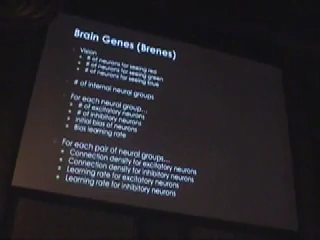 Brain Genes (Brenes)
Vision
# of neurons for seeing red
# of neurons for seeing green
# of neurons for seeing blue
# of internal neural groups
For each neural group...
# of excitatory neurons
# of inhibitory neurons
Initial bias of neurons
Bias learning rate
For each pair of neural groups...
Connection density for excitatory neurons
Connection density for inhibitory neurons
Learning rate for excitatory neurons
Learning rate for inhibitory neurons